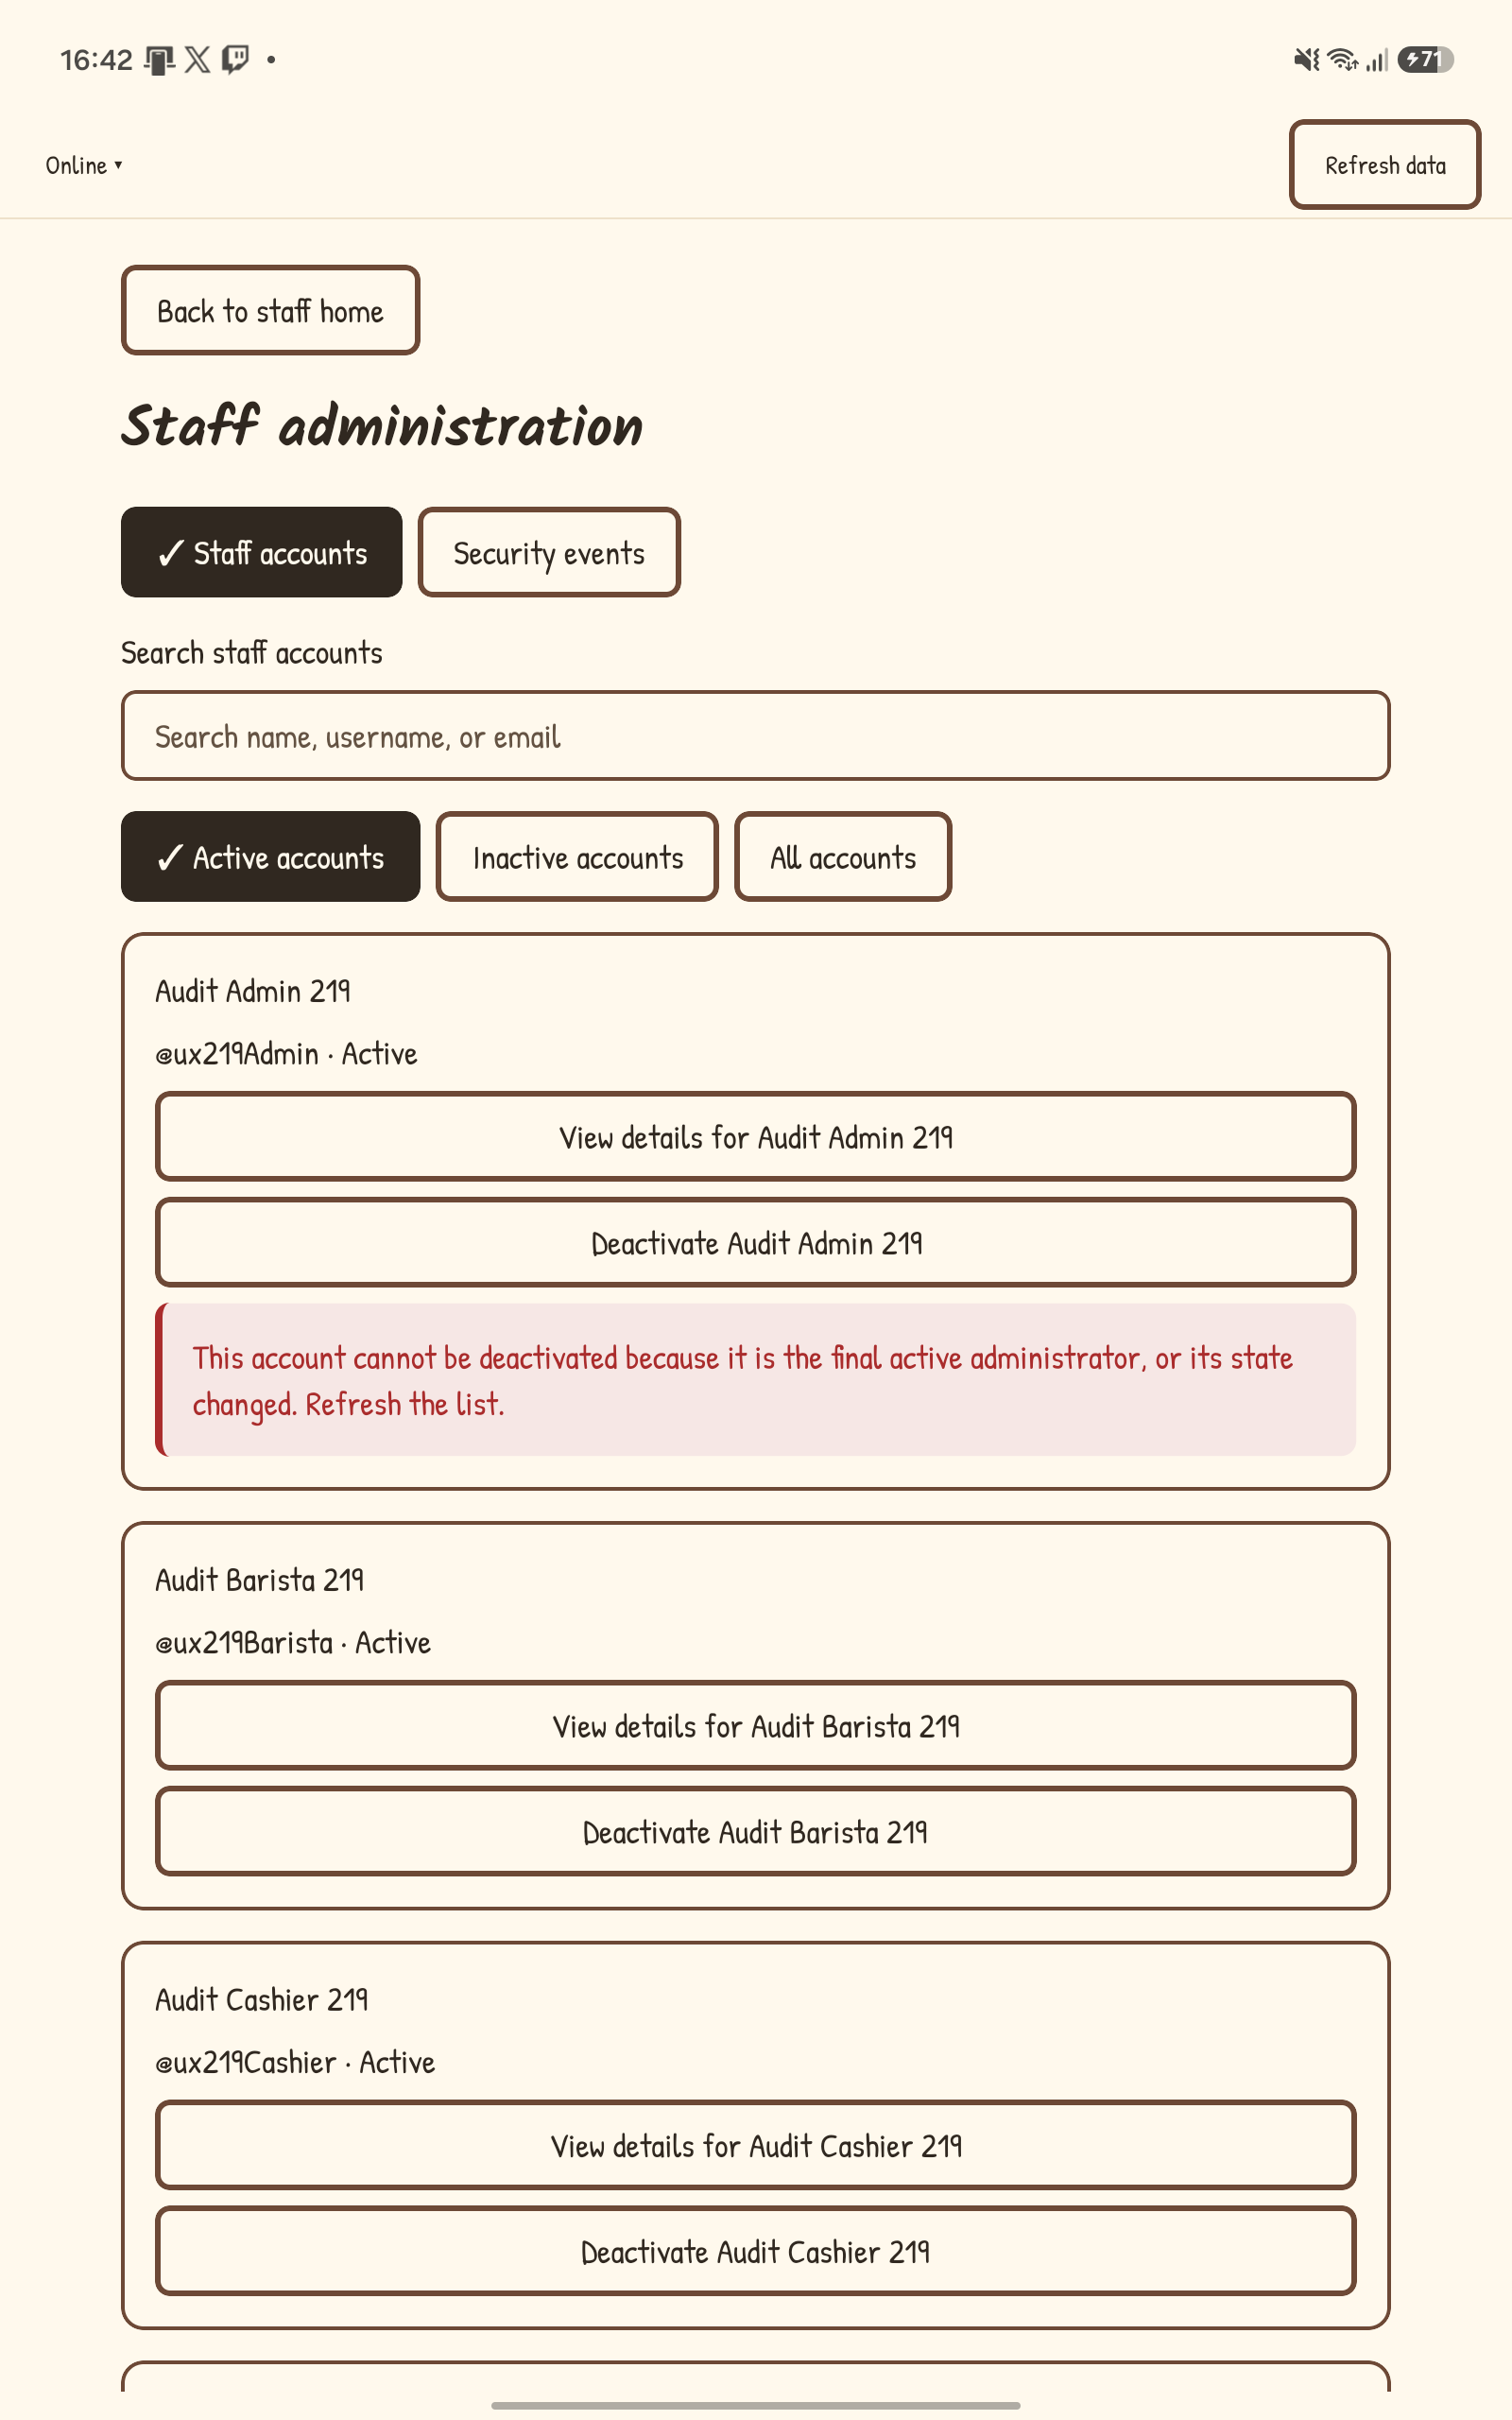 16:42
71
Online ▾
Refresh data
Back to staff home
Staff administration
✓ Staff accounts
Security events
Search staff accounts
Search name, username, or email
✓ Active accounts
Inactive accounts
All accounts
Audit Admin 219
@ux219Admin · Active
View details for Audit Admin 219
Deactivate Audit Admin 219
This account cannot be deactivated because it is the final active administrator, or its state
changed. Refresh the list.
Audit Barista 219
@ux219Barista · Active
View details for Audit Barista 219
Deactivate Audit Barista 219
Audit Cashier 219
@ux219Cashier · Active
View details for Audit Cashier 219
Deactivate Audit Cashier 219